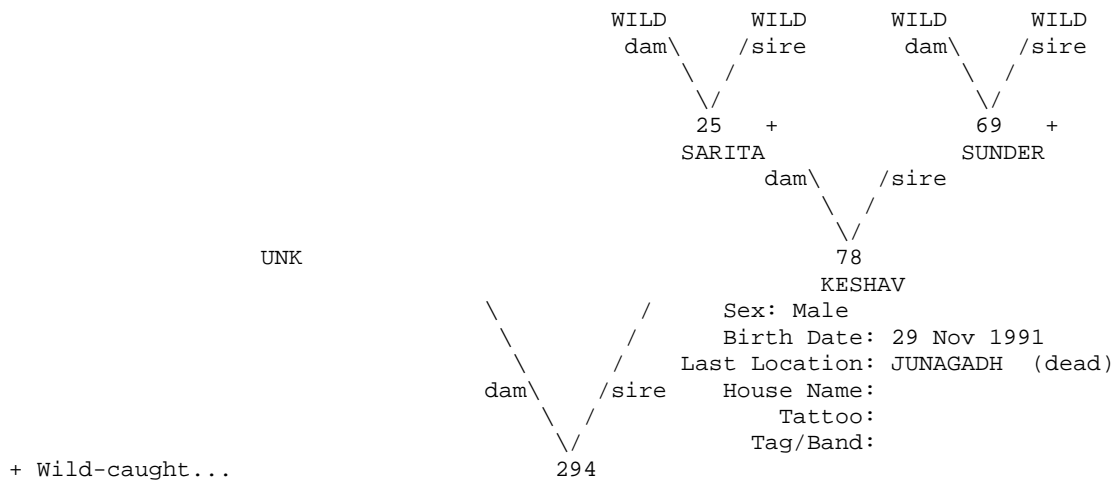 WILD WILD WILD WILD
dam\ /sire dam\ /sire
\ / \ /
\ / \ /
\/ \/
25 + 69 +
SARITA SUNDER
dam\ /sire
\ /
\ /
\/
UNK 78
KESHAV
\ / Sex: Male
\ / Birth Date: 29 Nov 1991
\ / Last Location: JUNAGADH (dead)
dam\ /sire House Name:
\ / Tattoo:
\/ Tag/Band:
+ Wild-caught... 294